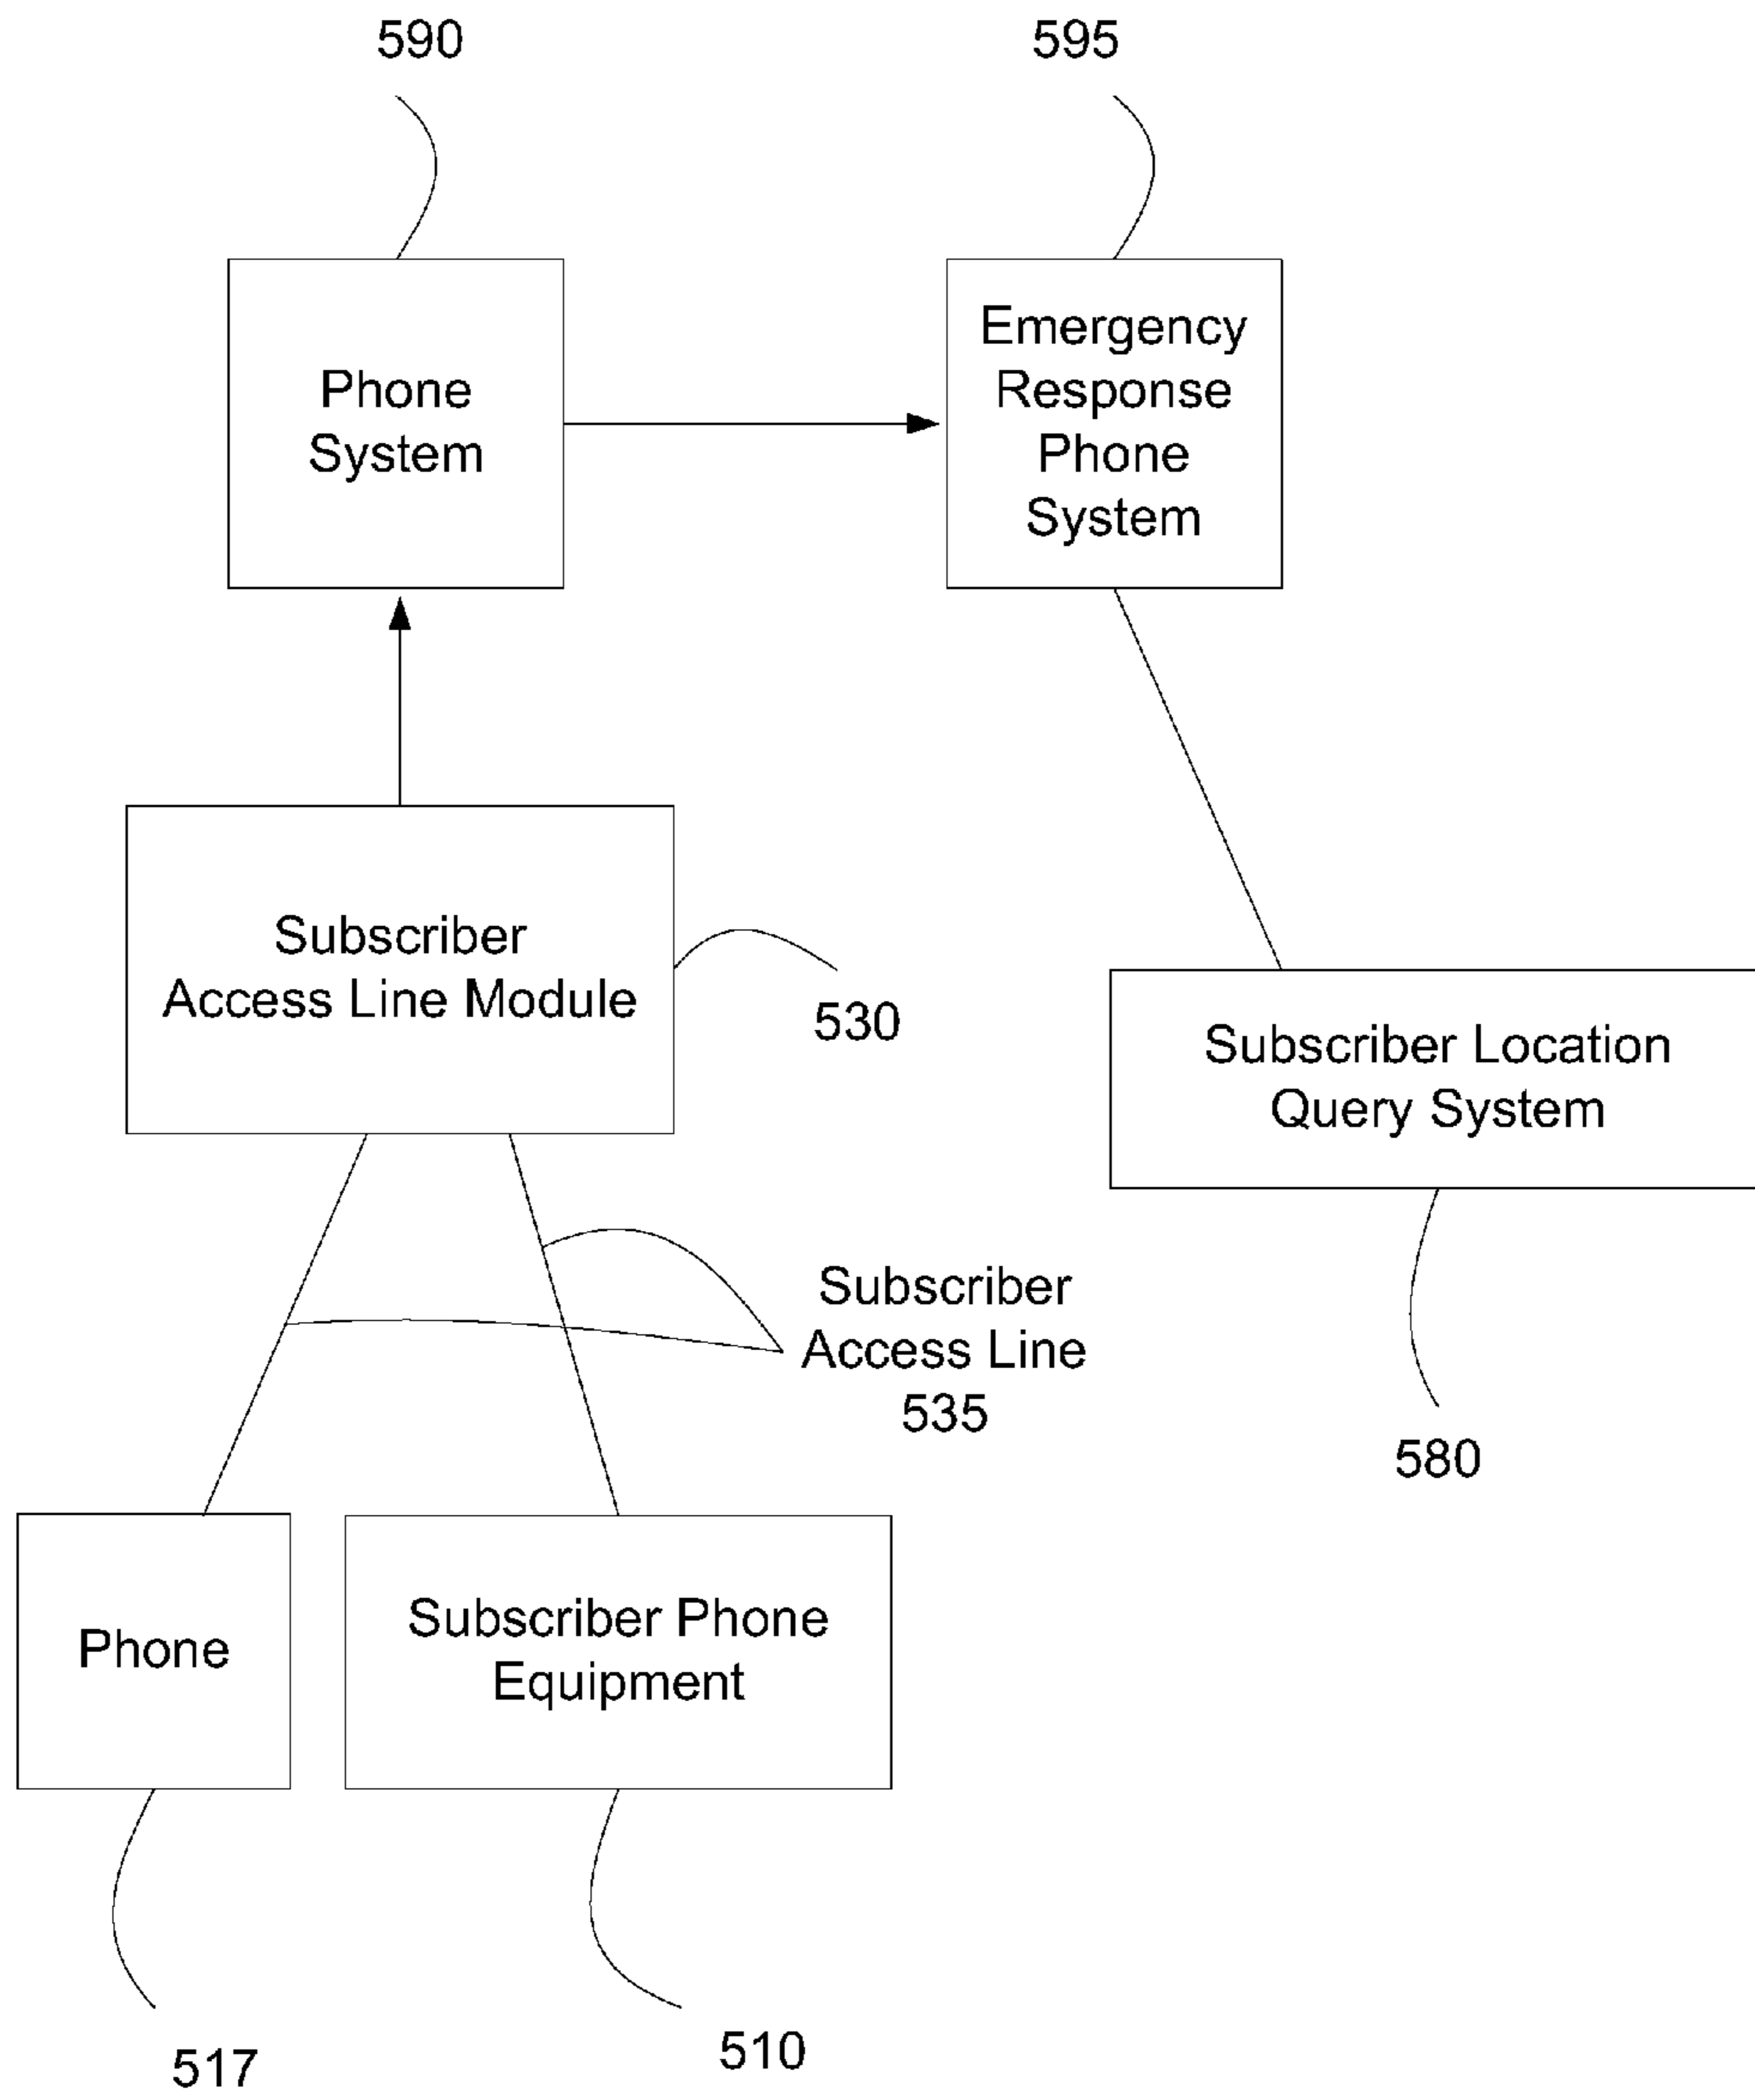 590
595
Phone
System
Emergency
Response
Phone
System
Subscriber
Access Line Module
530
Subscriber Location
Query System
Subscriber
Access Line
535
580
Phone
Subscriber Phone
Equipment
517
510